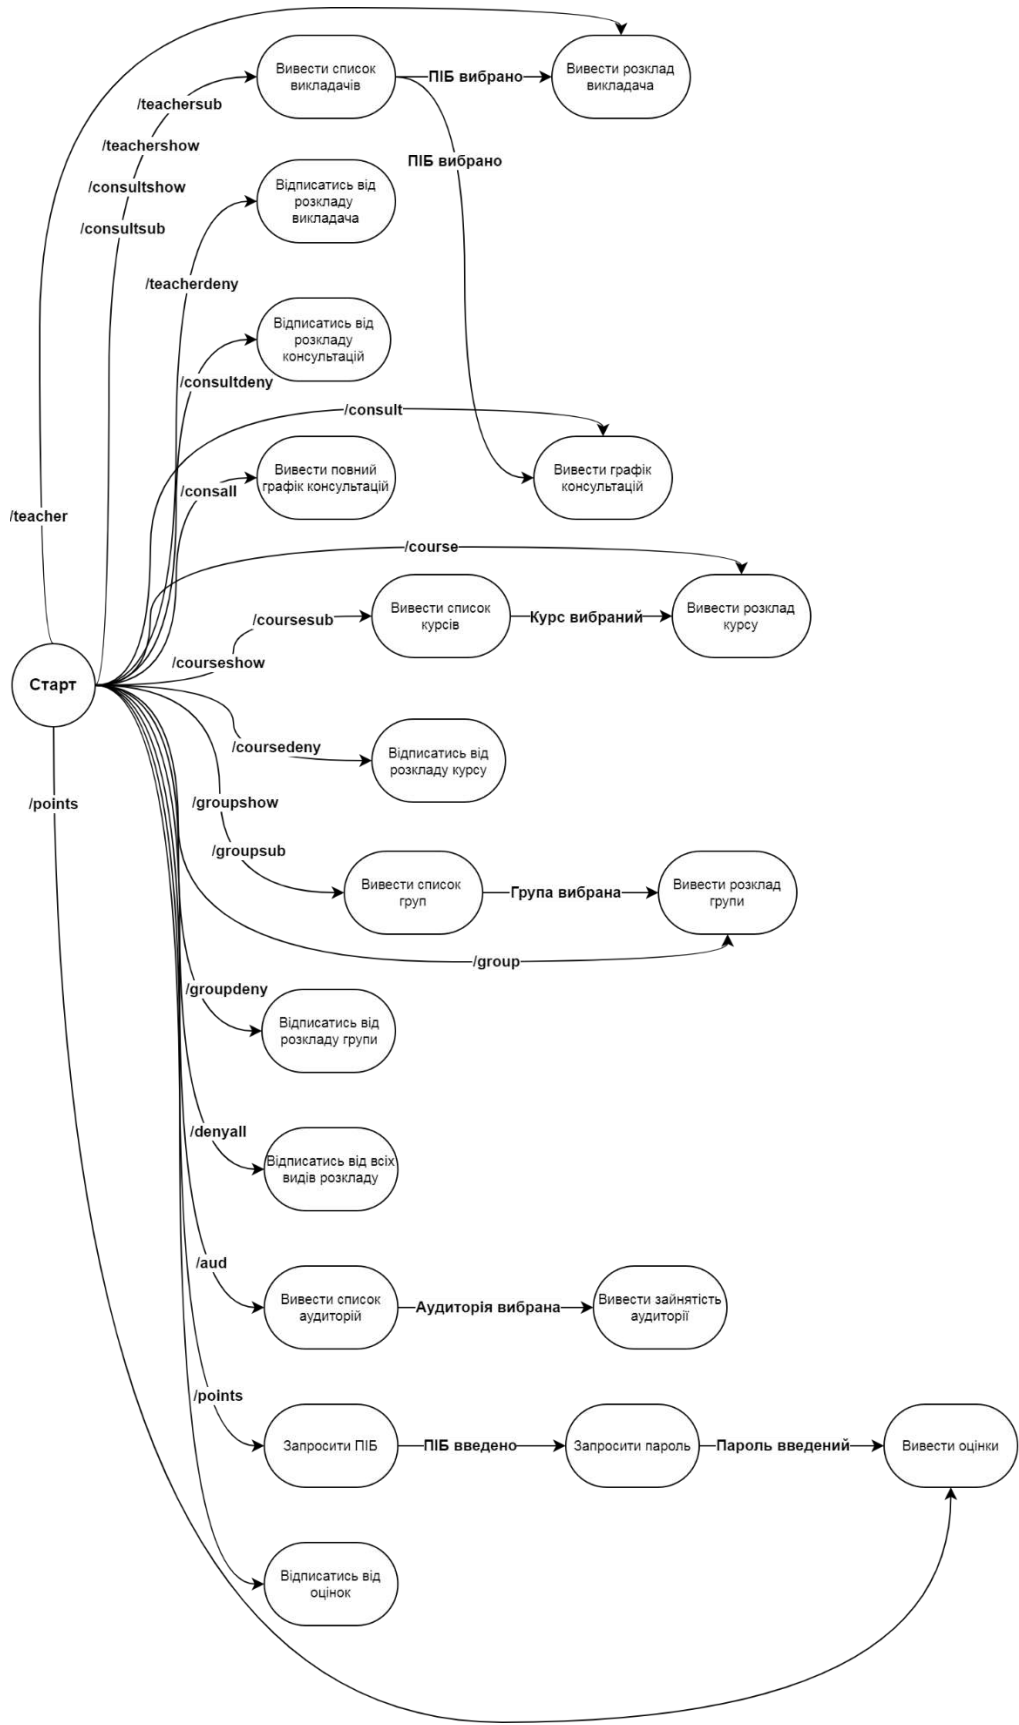 Вивести список
викладачів
ПІБ вибрано
Вивести розклад
викладача
/teachersub
/teachershow
/consultshow
/consultsub
ПІБ вибрано
Відписатись від
розкладу
викладача
/teacherdeny
Відписатись від
розкладу
консультацій
/consultdeny
/consult
Вивести повний
графік консультацій
/consall
Вивести графік
консультацій
/teacher
/course
Вивести список
курсів
Курс вибраний
Вивести розклад
курсу
/coursesub
/courseshow
Старт
/coursedeny
Відписатись від
розкладу курсу
/points
/groupshow
/groupsub
Вивести список
груп
Група вибрана
Вивести розклад
групи
/group
/groupdeny
Відписатись від
розкладу групи
/denyall
Відписатись від всіх
видів розкладу
/aud
Вивести список
аудиторій
Аудиторія вибрана
Вивести зайнятість
аудиторії
/points
Запросити ПІБ
ПІБ введено
Запросити пароль
Пароль введений
Вивести оцінки
Відписатись від
оцінок